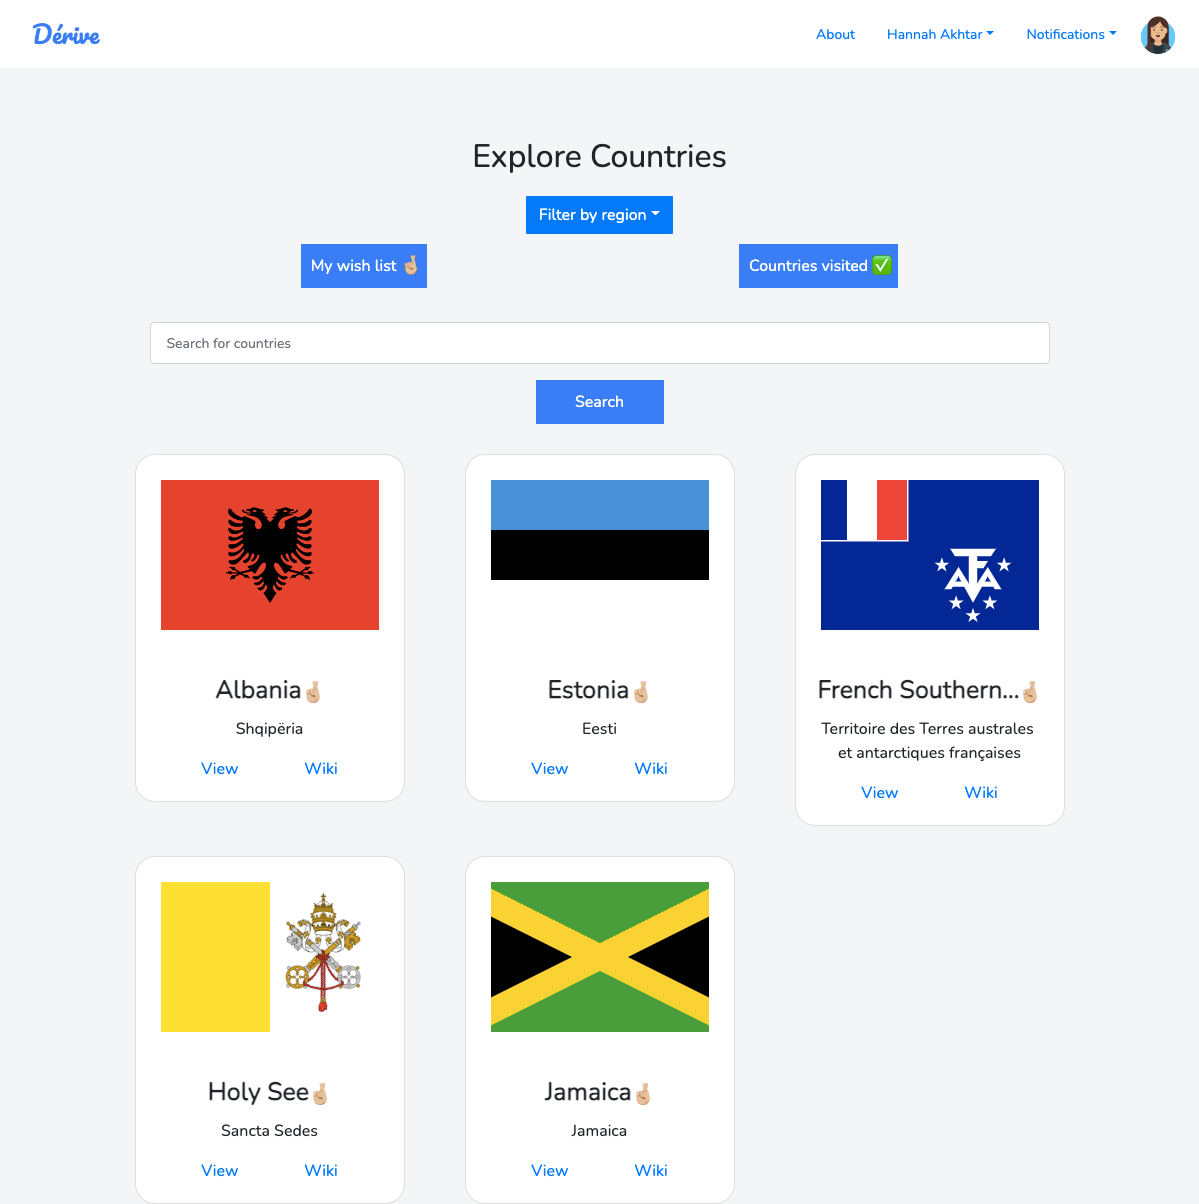 Dérive
About
Hannah Akhtar
Notifications
Explore Countries
Filter by region
My wish list 🤞🏼
Countries visited ✅
Search for countries
Search
Albania🤞🏼
Shqipëria
View
Wiki
Estonia🤞🏼
Eesti
View
Wiki
TAFA
French Southern...🤞🏼
Territoire des Terres australes
et antarctiques françaises
View
Wiki
Holy See🤞🏼
Sancta Sedes
View
Wiki
Jamaica🤞🏼
Jamaica
View
Wiki